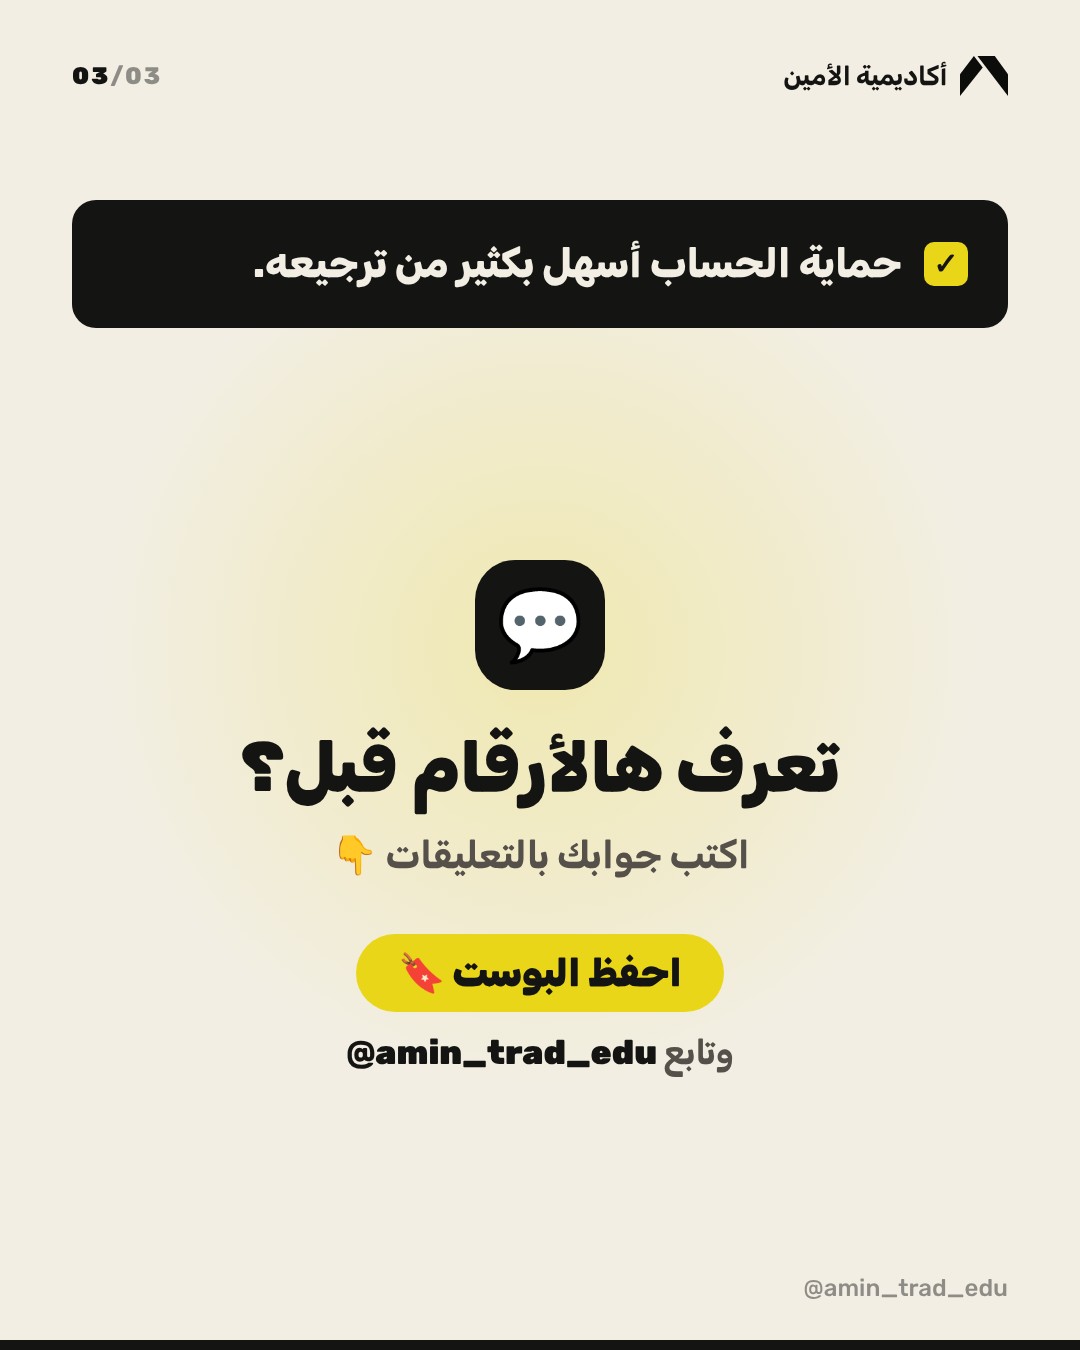 أكاديمية الأمين
03/03
✓ حماية الحساب أسهل بكثير من ترجيعه.
تعرف هالأرقام قبل؟
اكتب جوابك بالتعليقات 👇
احفظ البوست 🔖
وتابع @amin_trad_edu
@amin_trad_edu